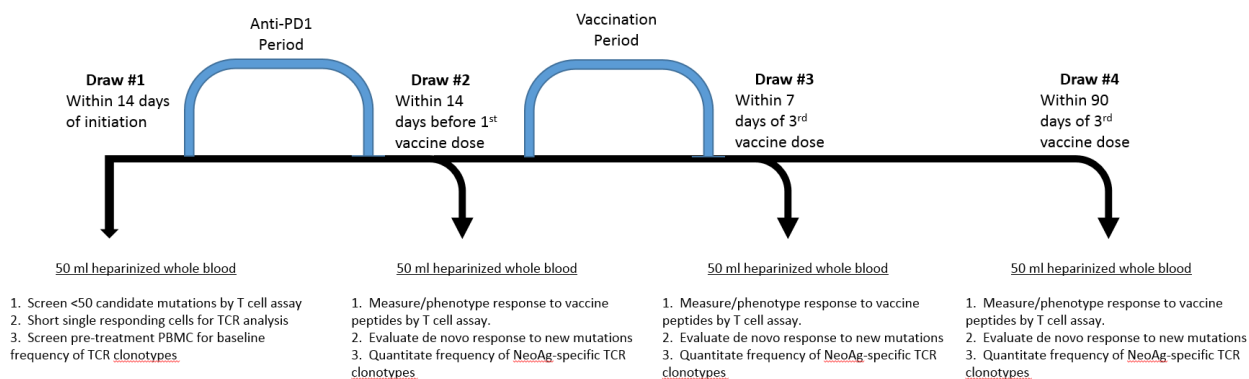 Anti-PD1
Period
Vaccination
Period
Draw #1
Within 14 days
of initiation
Draw #2
Within 14
days before 1st
vaccine dose
Draw #3
Within 7
days of 3rd
vaccine dose
Draw #4
Within 90
days of 3rd
vaccine dose
50 ml heparinized whole blood
1. Screen <50 candidate mutations by T cell assay
2. Short single responding cells for TCR analysis
3. Screen pre-treatment PBMC for baseline
frequency of TCR clonotypes
50 ml heparinized whole blood
1. Measure/phenotype response to vaccine
peptides by T cell assay.
2. Evaluate de novo response to new mutations
3. Quantitate frequency of NeoAg-specific TCR
clonotypes
50 ml heparinized whole blood
1. Measure/phenotype response to vaccine
peptides by T cell assay.
2. Evaluate de novo response to new mutations
3. Quantitate frequency of NeoAg-specific TCR
clonotypes
50 ml heparinized whole blood
1. Measure/phenotype response to vaccine
peptides by T cell assay.
2. Evaluate de novo response to new mutations
3. Quantitate frequency of NeoAg-specific TCR
clonotypes